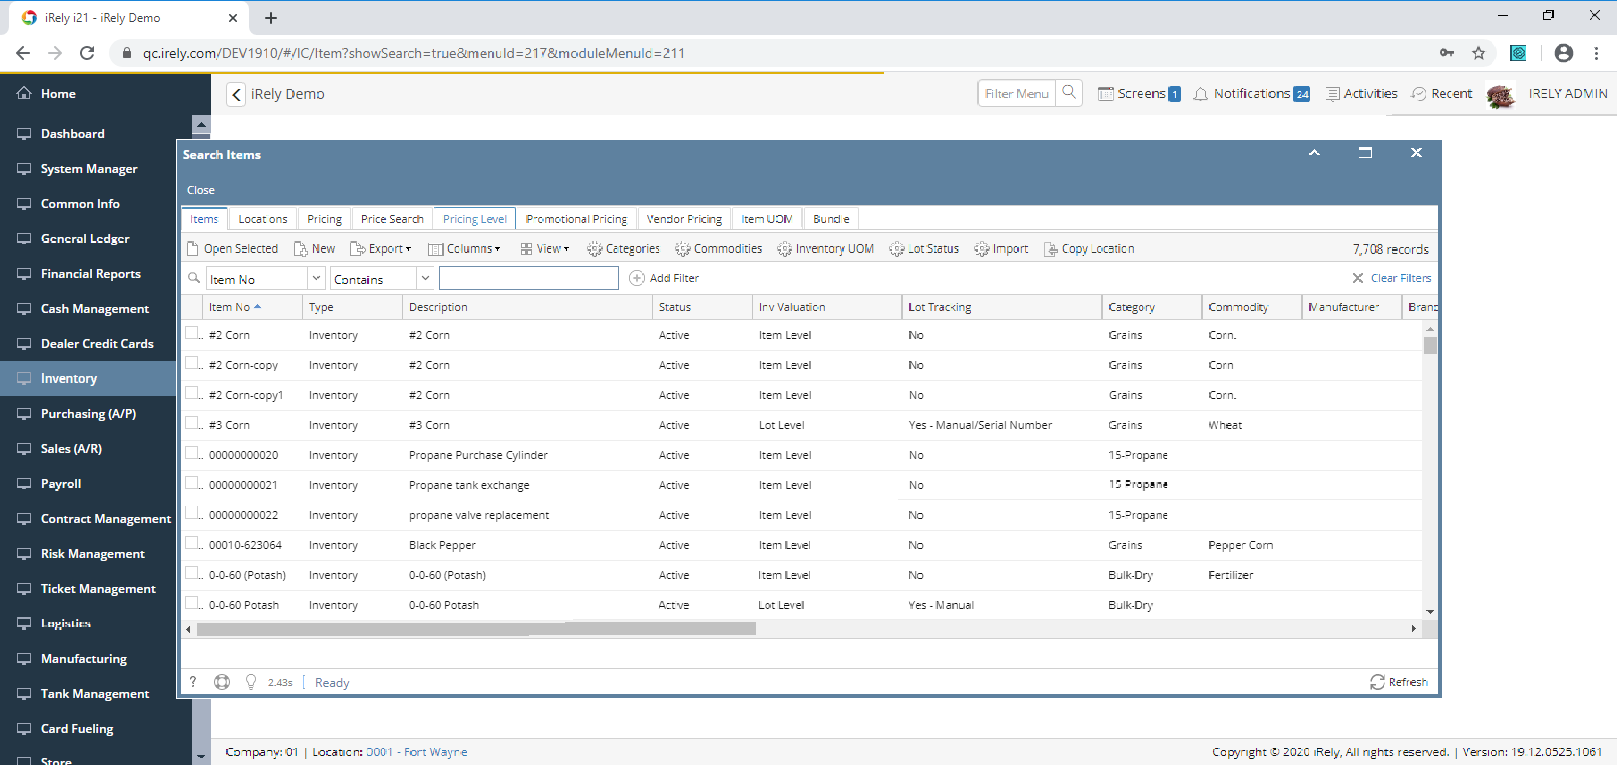 iRely i21 - iRely Demo
qc.irely.com/DEV1910/#/IC/Item?showSearch=true&menuId=217&moduleMenuId=211
Home
iRely Demo
Filter Menu
Screens 1
Notifications 24
Activities
Recent
IRELY ADMIN
Dashboard
System Manager
Common Info
General Ledger
Financial Reports
Cash Management
Dealer Credit Cards
Inventory
Purchasing (A/P)
Sales (A/R)
Payroll
Contract Management
Risk Management
Ticket Management
Logistics
Manufacturing
Tank Management
Card Fueling
Store
Search Items
Close
Items Locations Pricing Price Search Pricing Level Promotional Pricing Vendor Pricing Item UOM Bundle
Open Selected New Export Columns View Categories Commodities Inventory UOM Lot Status Import Copy Location 7,708 records
Item No Contains Add Filter Clear Filters
Item No Type Description Status Inv Valuation Lot Tracking Category Commodity Manufacturer Branc
#2 Corn Inventory #2 Corn Active Item Level No Grains Corn.
#2 Corn-copy Inventory #2 Corn Active Item Level No Grains Corn
#2 Corn-copy1 Inventory #2 Corn Active Item Level No Grains Corn.
#3 Corn Inventory #3 Corn Active Lot Level Yes - Manual/Serial Number Grains Wheat
00000000020 Inventory Propane Purchase Cylinder Active Item Level No 15-Propane
00000000021 Inventory Propane tank exchange Active Item Level No 15 Propane
00000000022 Inventory propane valve replacement Active Item Level No 15-Propane
00010-623064 Inventory Black Pepper Active Item Level No Grains Pepper Corn
0-0-60 (Potash) Inventory 0-0-60 (Potash) Active Item Level No Bulk-Dry Fertilizer
0-0-60 Potash Inventory 0-0-60 Potash Active Lot Level Yes - Manual Bulk-Dry
? 2.43s Ready Refresh
Company: 01 | Location: 0001 - Fort Wayne
Copyright © 2020 iRely, All rights reserved. | Version: 19.12.0525.1061